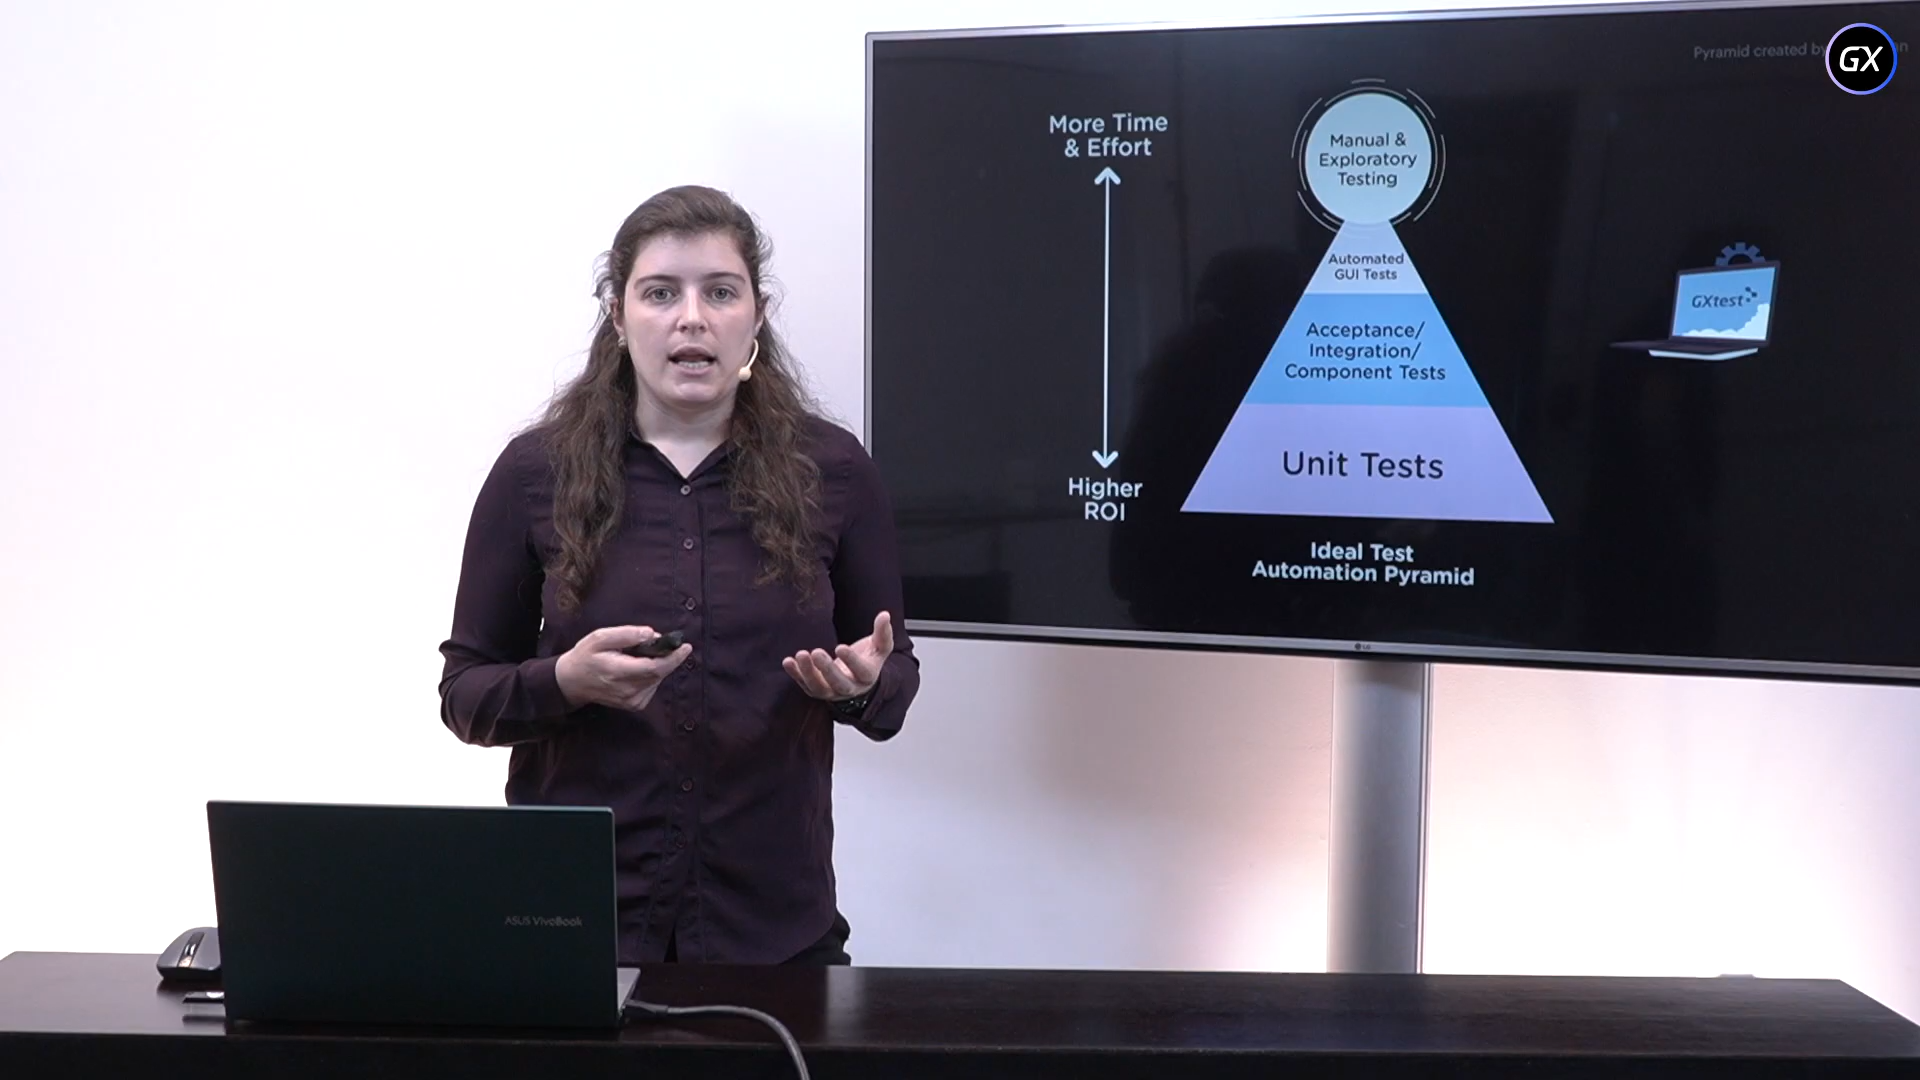 Pyramid created by
GX
More Time
& Effort
Manual &
Exploratory
Testing
Automated
GUI Tests
GXtest
Acceptance/
Integration/
Component Tests
Unit Tests
Higher
ROI
Ideal Test
Automation Pyramid
LG
ASUS VivoBook